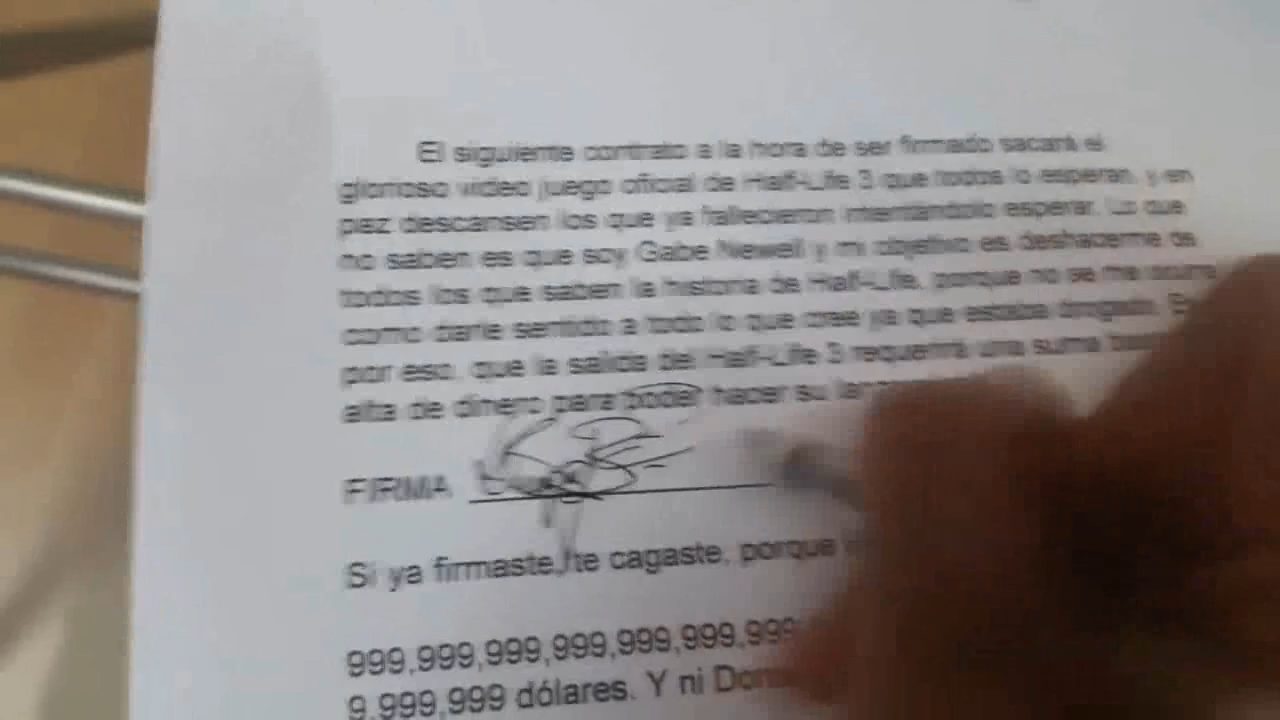 El siguiente contrato a la hora de ser firmado sacará el
glorioso video juego oficial de Half-Life 3 que todos lo esperan, y en
paz descansen los que ya fallecieron intentándolo esperar. Lo que
no saben es que soy Gabe Newell y mi objetivo es deshacerme de
todos los que saben la historia de Half-Life, porque no se me ocurre
como darle sentido a todo lo que cree ya que estaba drogado. Es
por eso, que la salida del Half-Life 3 requerirá una suma
alta de dinero para poder hacer su
FIRMA
Si ya firmaste, te cagaste, porque
999,999,999,999,999,999,999
9,999,999 dólares. Y ni